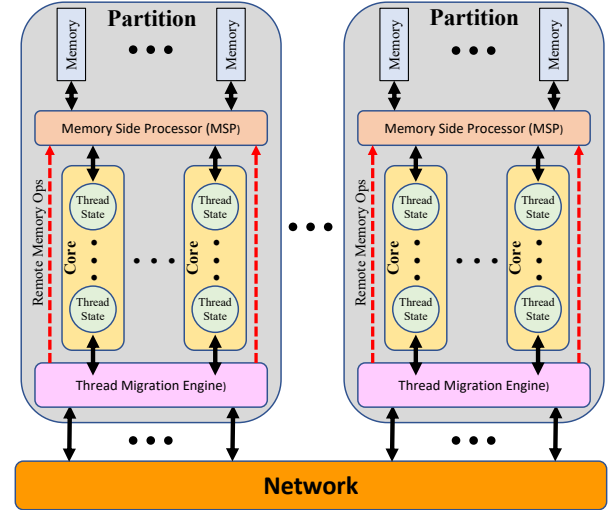 Partition
Memory
Memory
Memory Side Processor (MSP)
Remote Memory Ops
Core
Thread
State
Thread
State
Core
Thread
State
Thread
State
Thread Migration Engine)
Partition
Memory
Memory
Memory Side Processor (MSP)
Remote Memory Ops
Core
Thread
State
Thread
State
Core
Thread
State
Thread
State
Thread Migration Engine)
Network